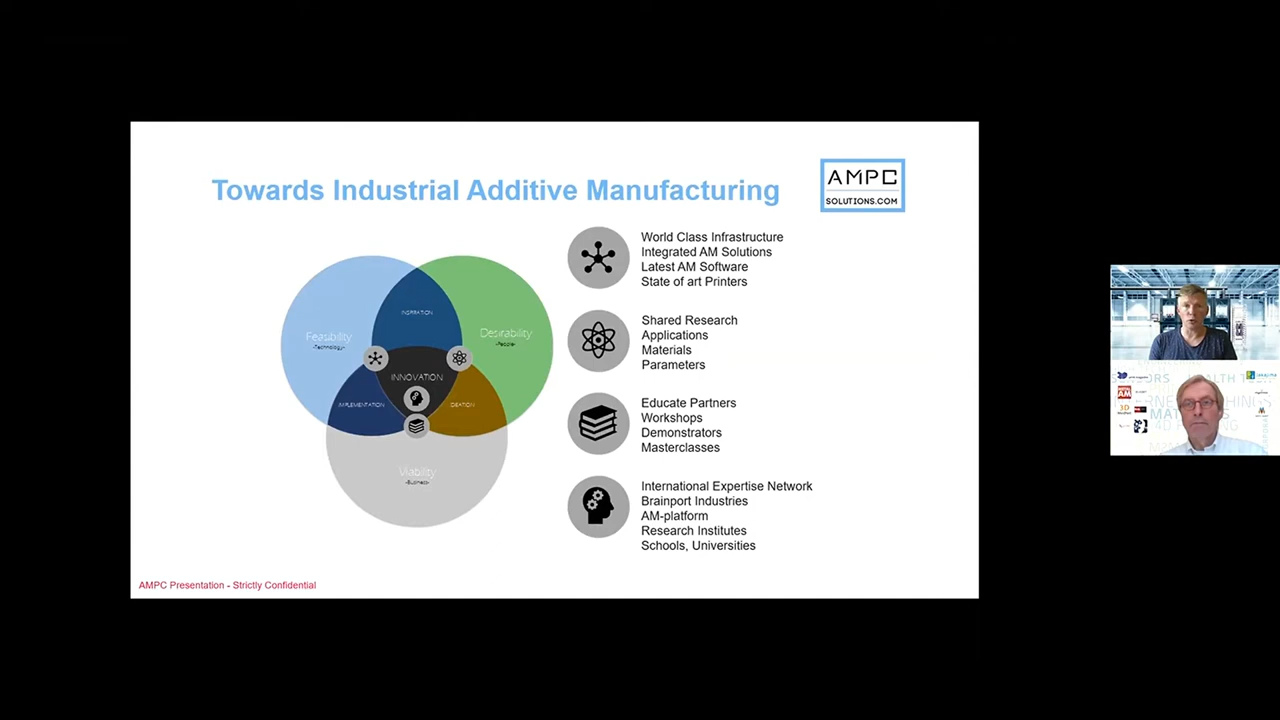 Towards Industrial Additive Manufacturing
AMPC
SOLUTIONS.COM
INSPIRATION
Feasibility
-Technology-
Desirability
-People-
INNOVATION
IMPLEMENTATION
IDEATION
Viability
-Business-
World Class Infrastructure
Integrated AM Solutions
Latest AM Software
State of art Printers
Shared Research
Applications
Materials
Parameters
Educate Partners
Workshops
Demonstrators
Masterclasses
International Expertise Network
Brainport Industries
AM-platform
Research Institutes
Schools, Universities
AMPC Presentation - Strictly Confidential
AM
3D